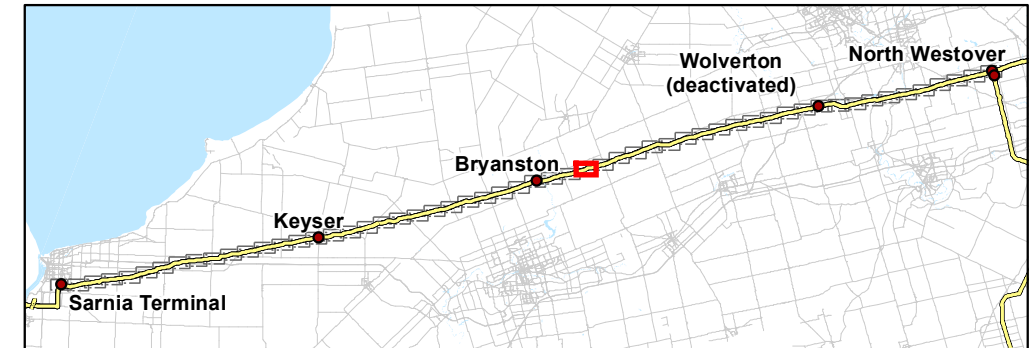 Wolverton
(deactivated)
North Westover
Bryanston
Keyser
Sarnia Terminal